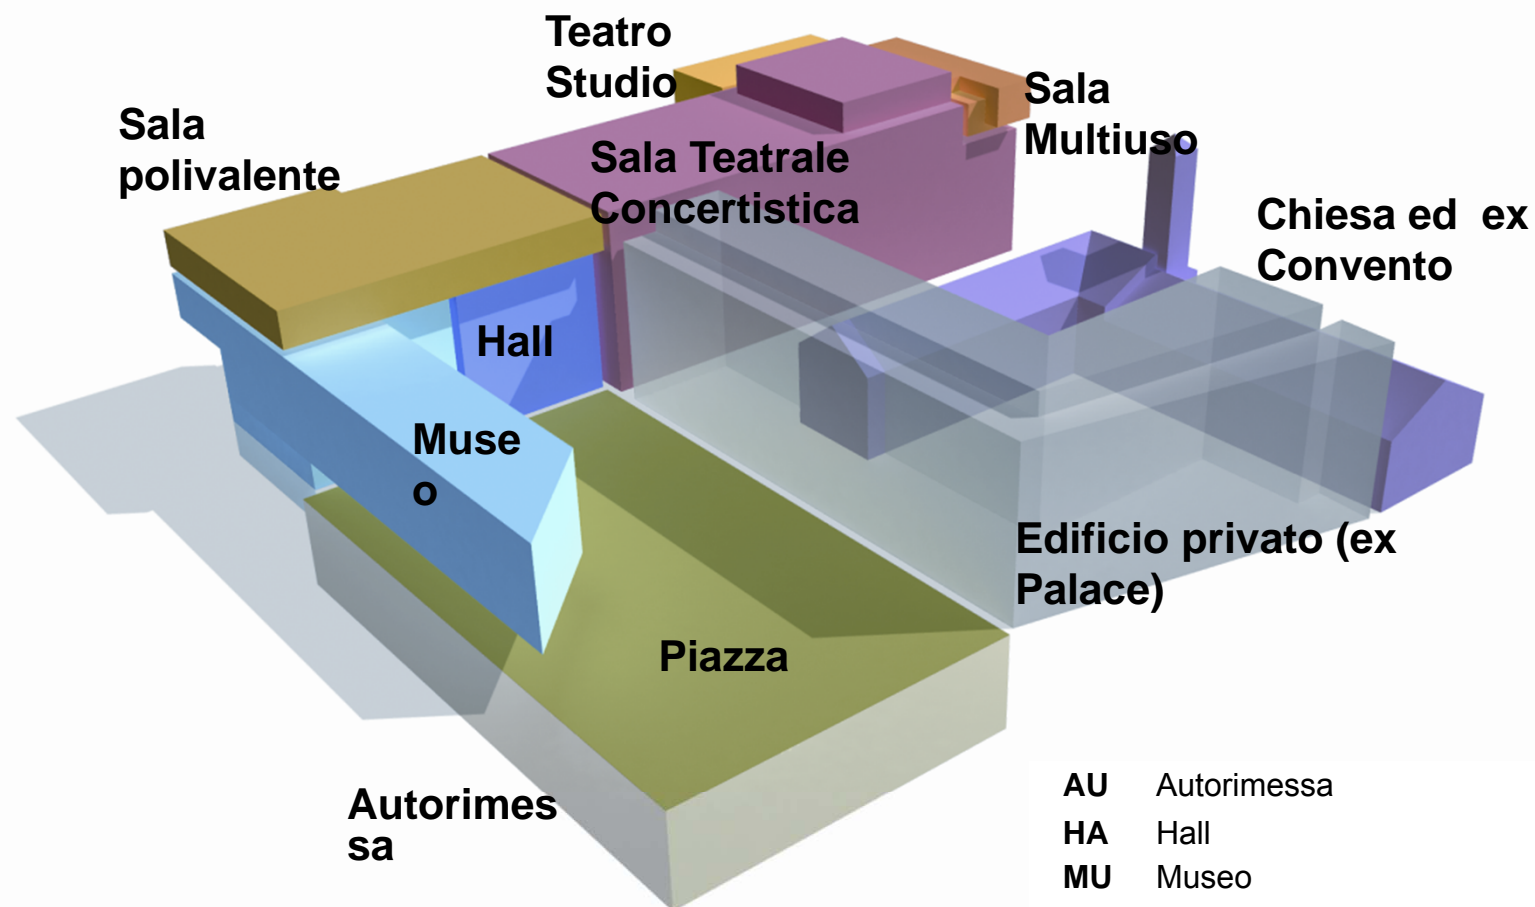 Teatro
Studio
Sala
polivalente
Sala Teatrale
Concertistica
Sala
Multiuso
Chiesa ed  ex
Convento
Hall
Muse
o
Edificio privato (ex
Palace)
Piazza
Autorimes
sa
AU Autorimessa
HA Hall
MU Museo